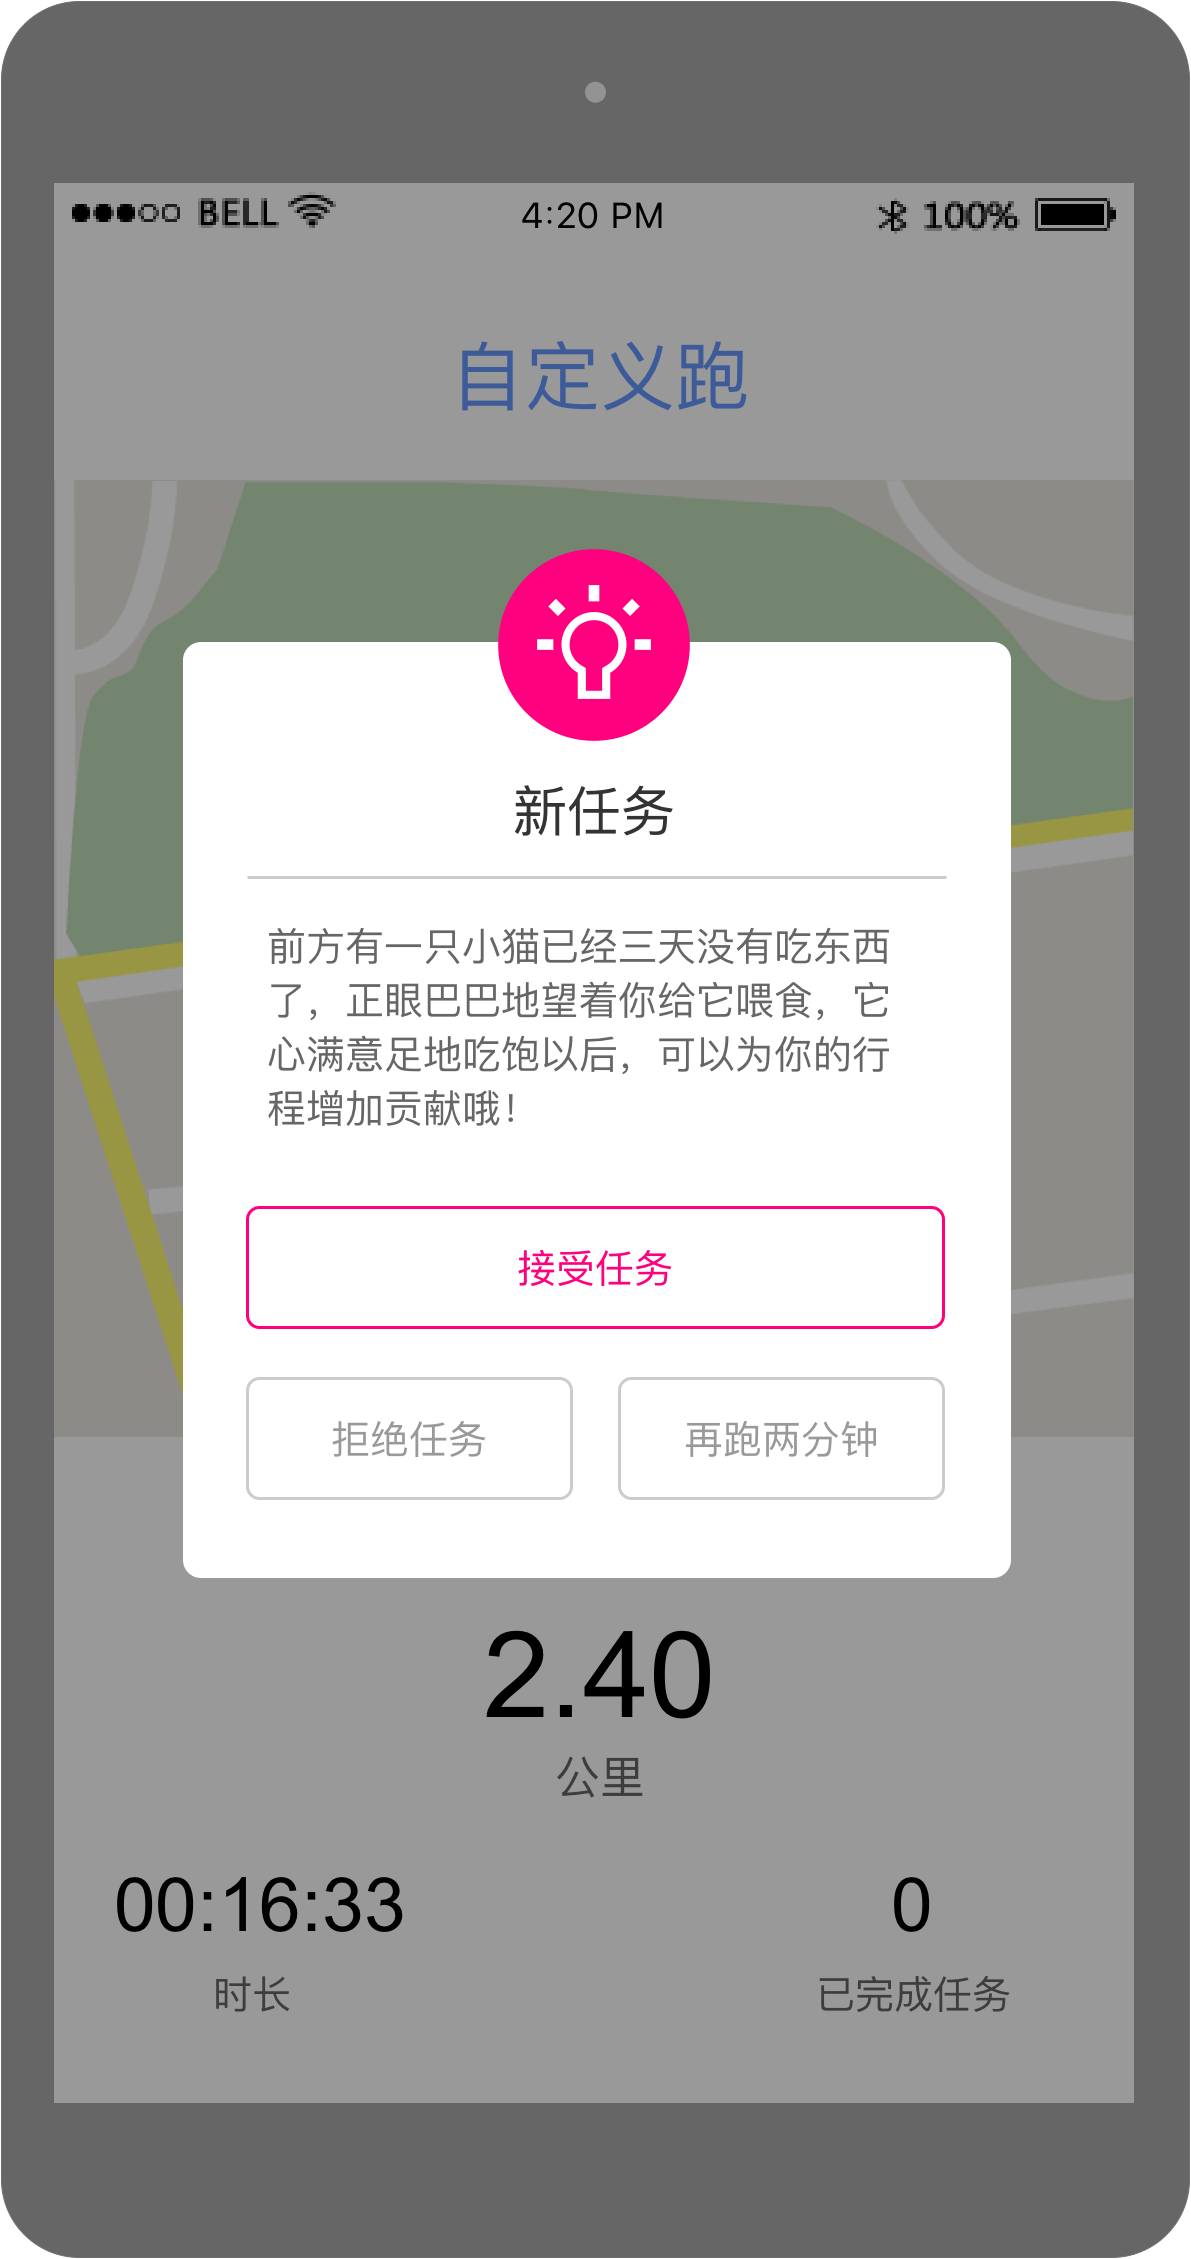 BELL 4:20 PM 100%
自定义跑
新任务
前方有一只小猫已经三天没有吃东西
了，正眼巴巴地望着你给它喂食，它
心满意足地吃饱以后，可以为你的行
程增加贡献哦！
接受任务
拒绝任务 再跑两分钟
2.40
公里
00:16:33 0
时长 已完成任务